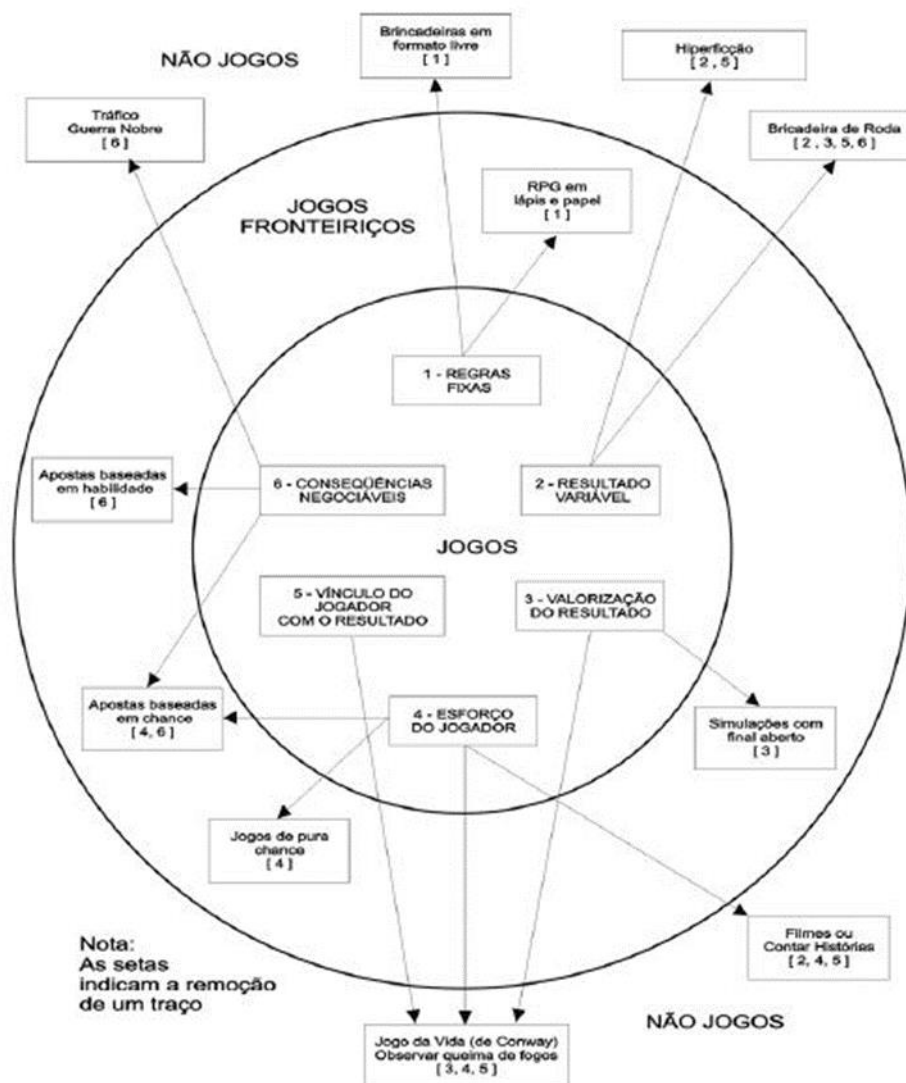 Brincadeiras em
formato livre
[ 1 ]
NÃO JOGOS
Hiperficção
[ 2 , 5 ]
Tráfico
Guerra Nobre
[ 6 ]
Bricadeira de Roda
[ 2 , 3, 5, 6 ]
JOGOS
FRONTEIRIÇOS
RPG em
lápis e papel
[ 1 ]
1 - REGRAS
FIXAS
Apostas baseadas
em habilidade
[ 6 ]
6 - CONSEQÜÊNCIAS
NEGOCIÁVEIS
2 - RESULTADO
VARIÁVEL
JOGOS
5 - VÍNCULO DO
JOGADOR
COM O RESULTADO
3 - VALORIZAÇÃO
DO RESULTADO
Apostas baseadas
em chance
[ 4, 6 ]
4 - ESFORÇO
DO JOGADOR
Simulações com
final aberto
[ 3 ]
Jogos de pura
chance
[ 4 ]
Filmes ou
Contar Histórias
[ 2, 4, 5 ]
Nota:
As setas
indicam a remoção
de um traço
NÃO JOGOS
Jogo da Vida (de Conway)
Observar queima de fogos
[ 3, 4, 5 ]